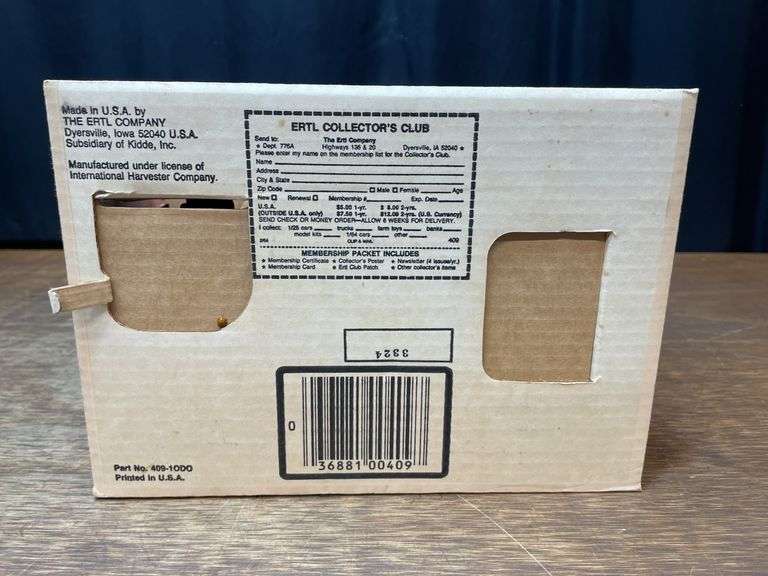 Made in U.S.A. by
THE ERTL COMPANY
Dyersville, Iowa 52040 U.S.A.
Subsidiary of Kidde, Inc.
Manufactured under license of
International Harvester Company.
ERTL COLLECTOR'S CLUB
Send to: The Ertl Company
★ Dept. 776A Highways 136 & 20 Dyersville, IA 52040 ★
Please enter my name on the membership list for the Collector's Club.
Name
Address
City & State
Zip Code □ Male □ Female Age
New □ Renewal □ Membership # Exp. Date
U.S.A. $5.00 1-yr. $ 8.00 2-yrs.
(OUTSIDE U.S.A. only) $7.50 1-yr. $12.00 2-yrs. (U.S. Currency)
SEND CHECK OR MONEY ORDER—ALLOW 8 WEEKS FOR DELIVERY.
I collect: 1/25 cars trucks farm toys banks
model kits 1/64 cars other
CLIP & MAIL 409
MEMBERSHIP PACKET INCLUDES
★ Membership Certificate ★ Collector's Poster ★ Newsletter (4 issues/yr.)
★ Membership Card ★ Ertl Club Patch ★ Other collector's items
3324
0
36881 00409
Part No. 409-1ODO
Printed in U.S.A.